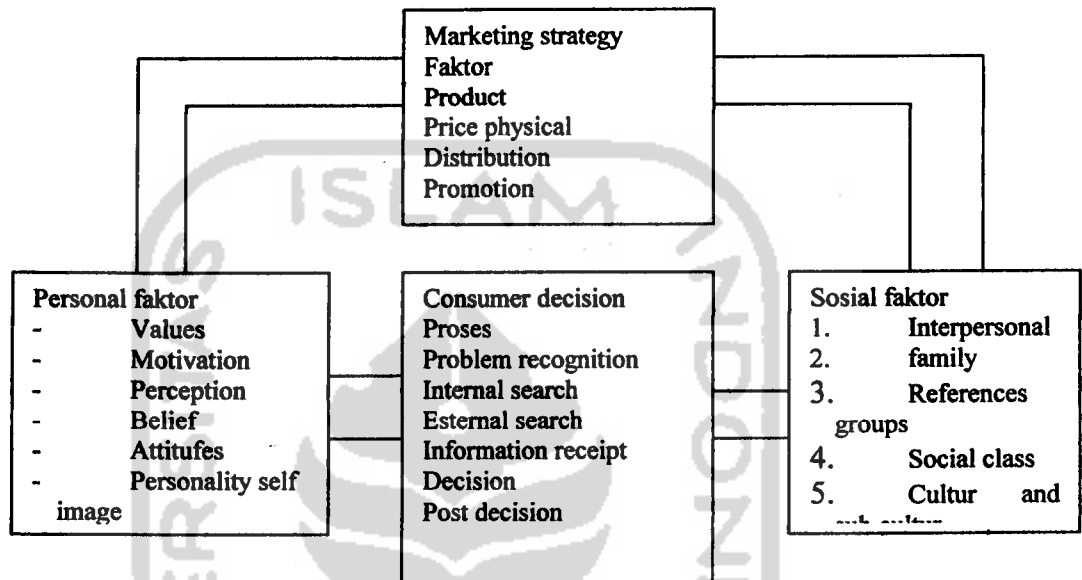 Marketing strategy
Faktor
Product
Price physical
Distribution
Promotion
ISLAM
Personal faktor
- Values
- Motivation
- Perception
- Belief
- Attitufes
- Personality self
image
Consumer decision
Proses
Problem recognition
Internal search
Esternal search
Information receipt
Decision
Post decision
Sosial faktor
1. Interpersonal
2. family
3. References
groups
4. Social class
5. Cultur and